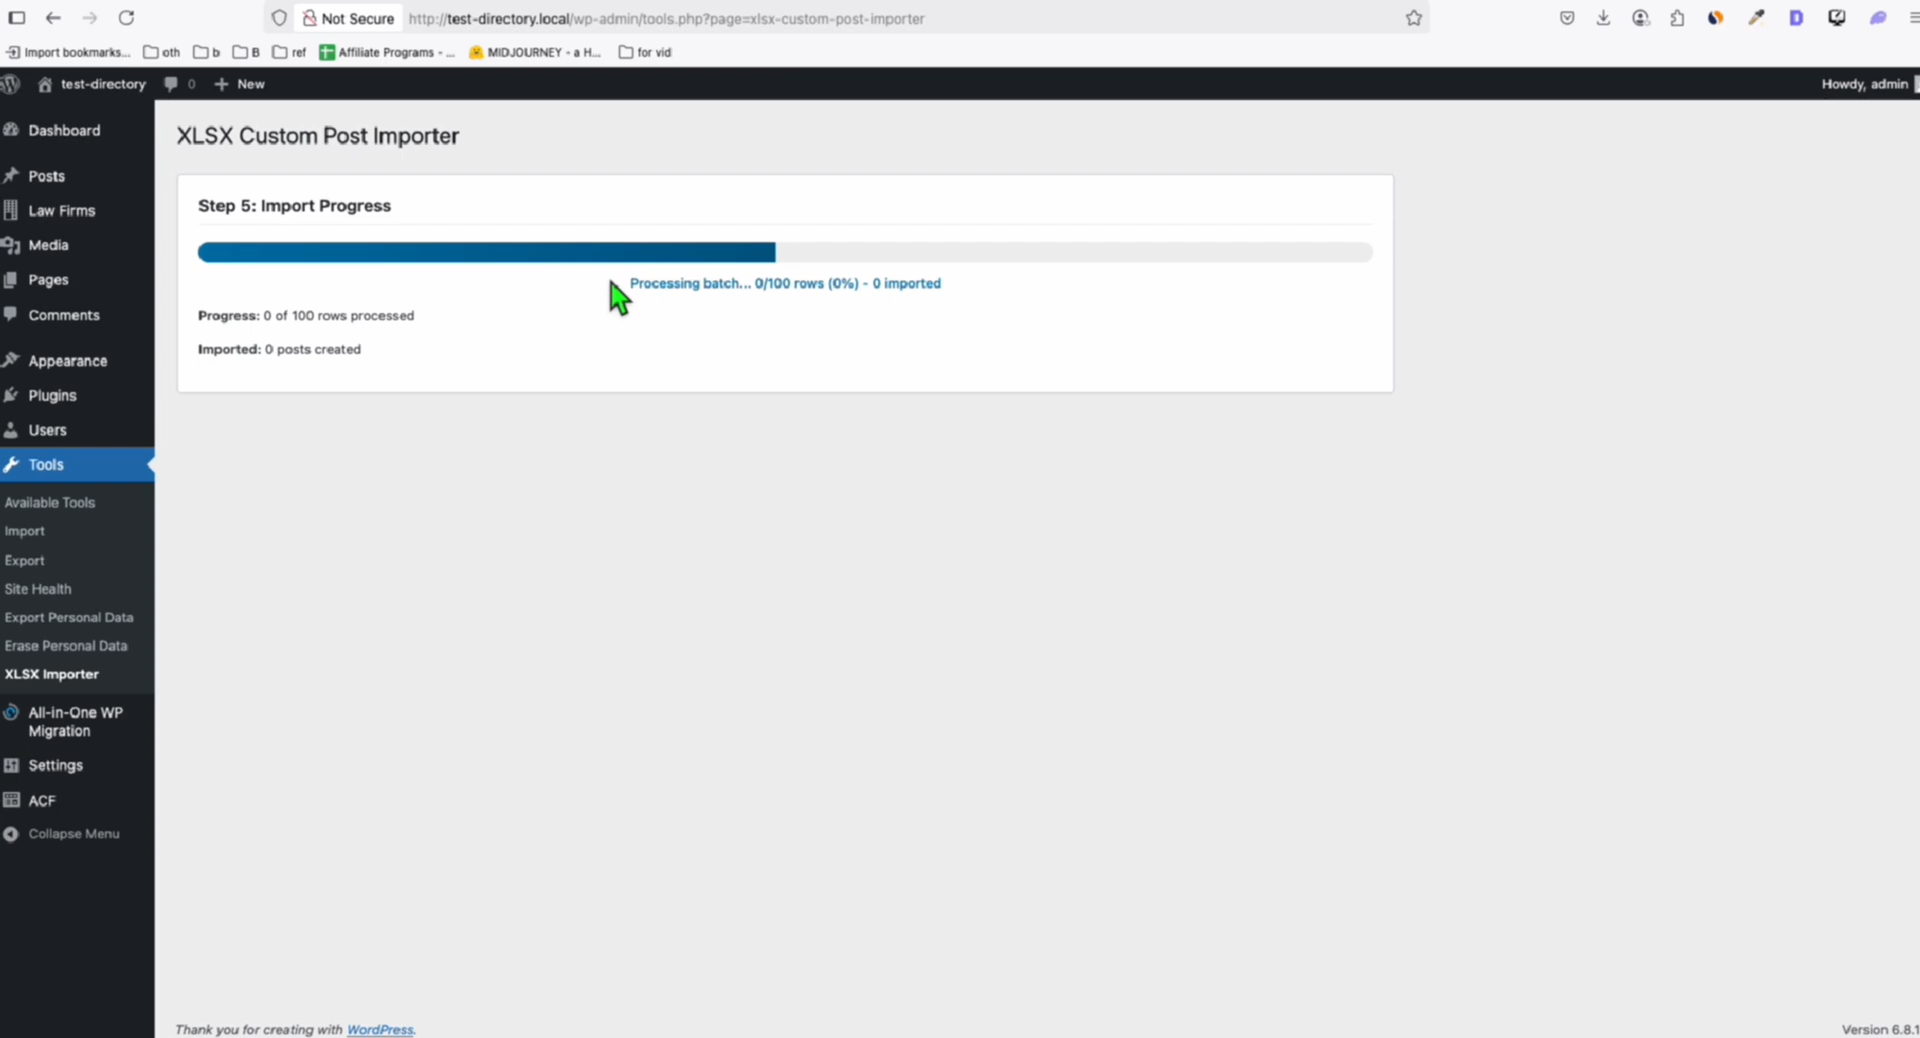 Not Secure http://test-directory.local/wp-admin/tools.php?page=xlsx-custom-post-importer
Import bookmarks... oth b B ref Affiliate Programs - ... MIDJOURNEY - a H... for vid
test-directory 0 New Howdy, admin
Dashboard
Posts
Law Firms
Media
Pages
Comments
Appearance
Plugins
Users
Tools
Available Tools
Import
Export
Site Health
Export Personal Data
Erase Personal Data
XLSX Importer
All-in-One WP
Migration
Settings
ACF
Collapse Menu
XLSX Custom Post Importer
Step 5: Import Progress
Processing batch... 0/100 rows (0%) - 0 imported
Progress: 0 of 100 rows processed
Imported: 0 posts created
Thank you for creating with WordPress.
Version 6.8.1